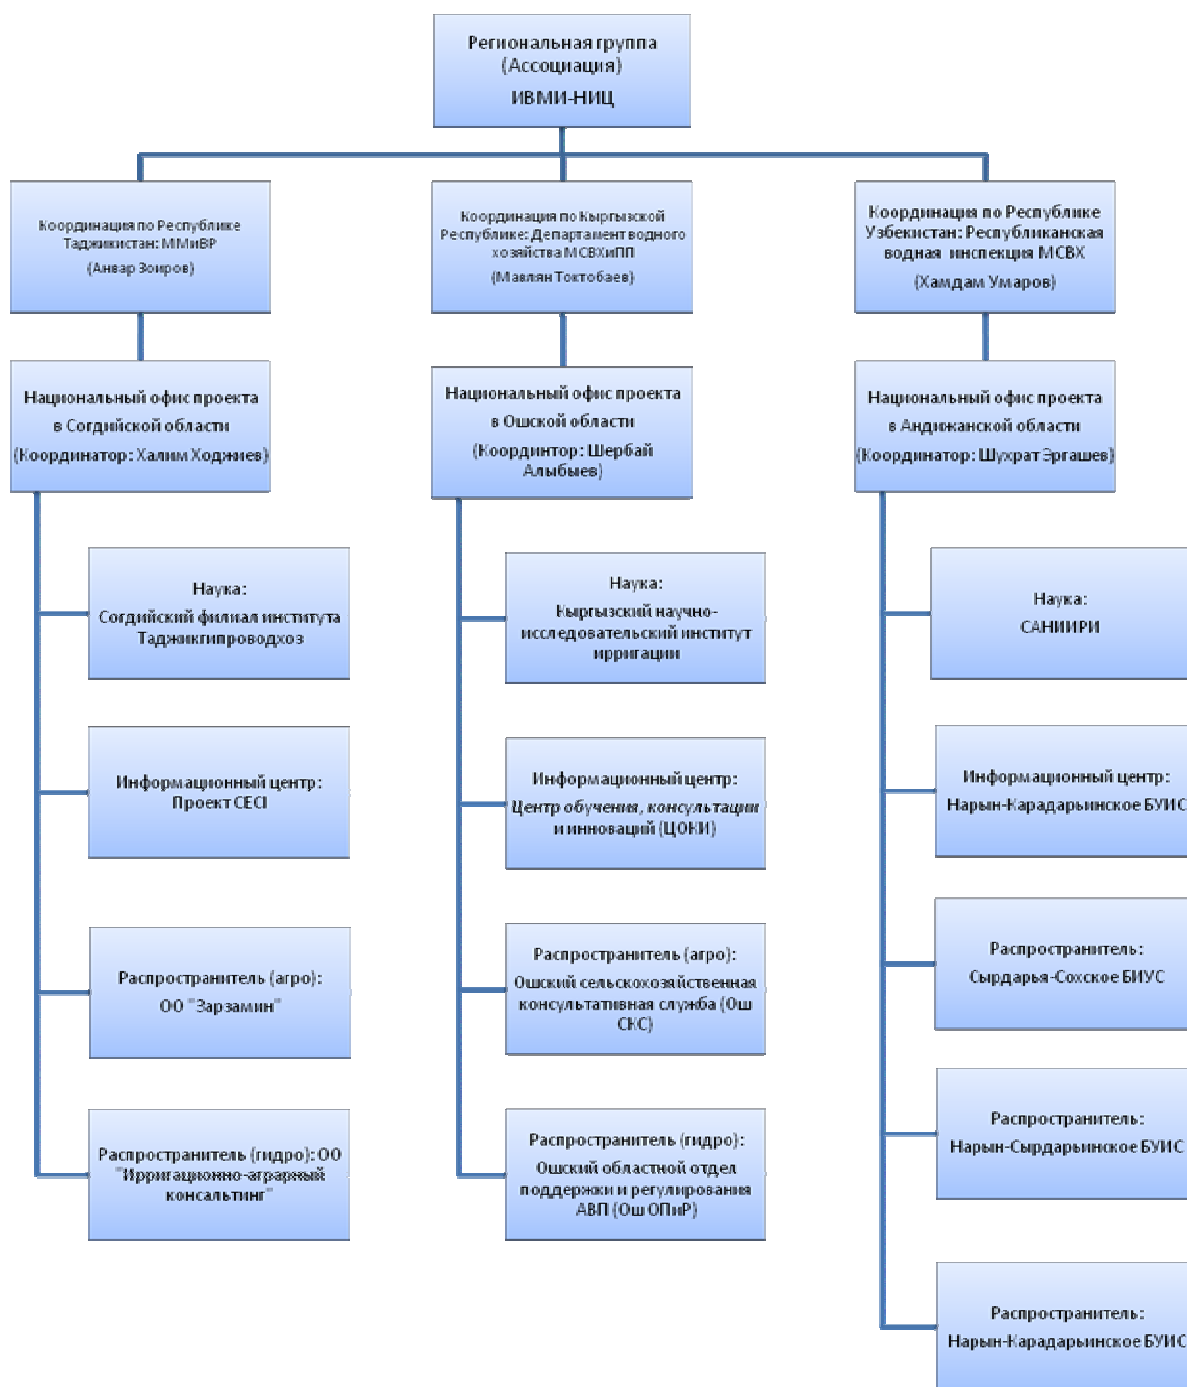 Региональная группа
(Ассоциация)
ИВМИ-НИЦ
Координация по Республике
Таджикистан: ММиВР
(Анвар Зоиров)
Координация по Кыргызской
Республике: Департамент водного
хозяйства МСВХиПП
(Мавлян Токтобаев)
Координация по Республике
Узбекистан: Республиканская
водная инспекция МСВХ
(Хамдам Умаров)
Национальный офис проекта
в Согдийской области
(Координатор: Халим Ходжиев)
Национальный офис проекта
в Ошской области
(Координтор: Шербай
Алыбыев)
Национальный офис проекта
в Андижанской области
(Координатор: Шухрат Эргашев)
Наука:
Согдийский филиал института
Таджикгипроводхоз
Информационный центр:
Проект CECI
Распространитель (агро):
ОО "Зарзамин"
Распространитель (гидро): ОО
"Ирригационно-аграрный
консальтинг"
Наука:
Кыргызский научно-
исследовательский институт
ирригации
Информационный центр:
Центр обучения, консультации
и инноваций (ЦОКИ)
Распространитель (агро):
Ошский сельскохозяйственная
консультативная служба (Ош
СКС)
Распространитель (гидро):
Ошский областной отдел
поддержки и регулирования
АВП (Ош ОПиР)
Наука:
САНИИРИ
Информационный центр:
Нарын-Карадарьинское БУИС
Распространитель:
Сырдарья-Сохское БИУС
Распространитель:
Нарын-Сырдарьинское БУИС
Распространитель:
Нарын-Карадарьинское БУИС